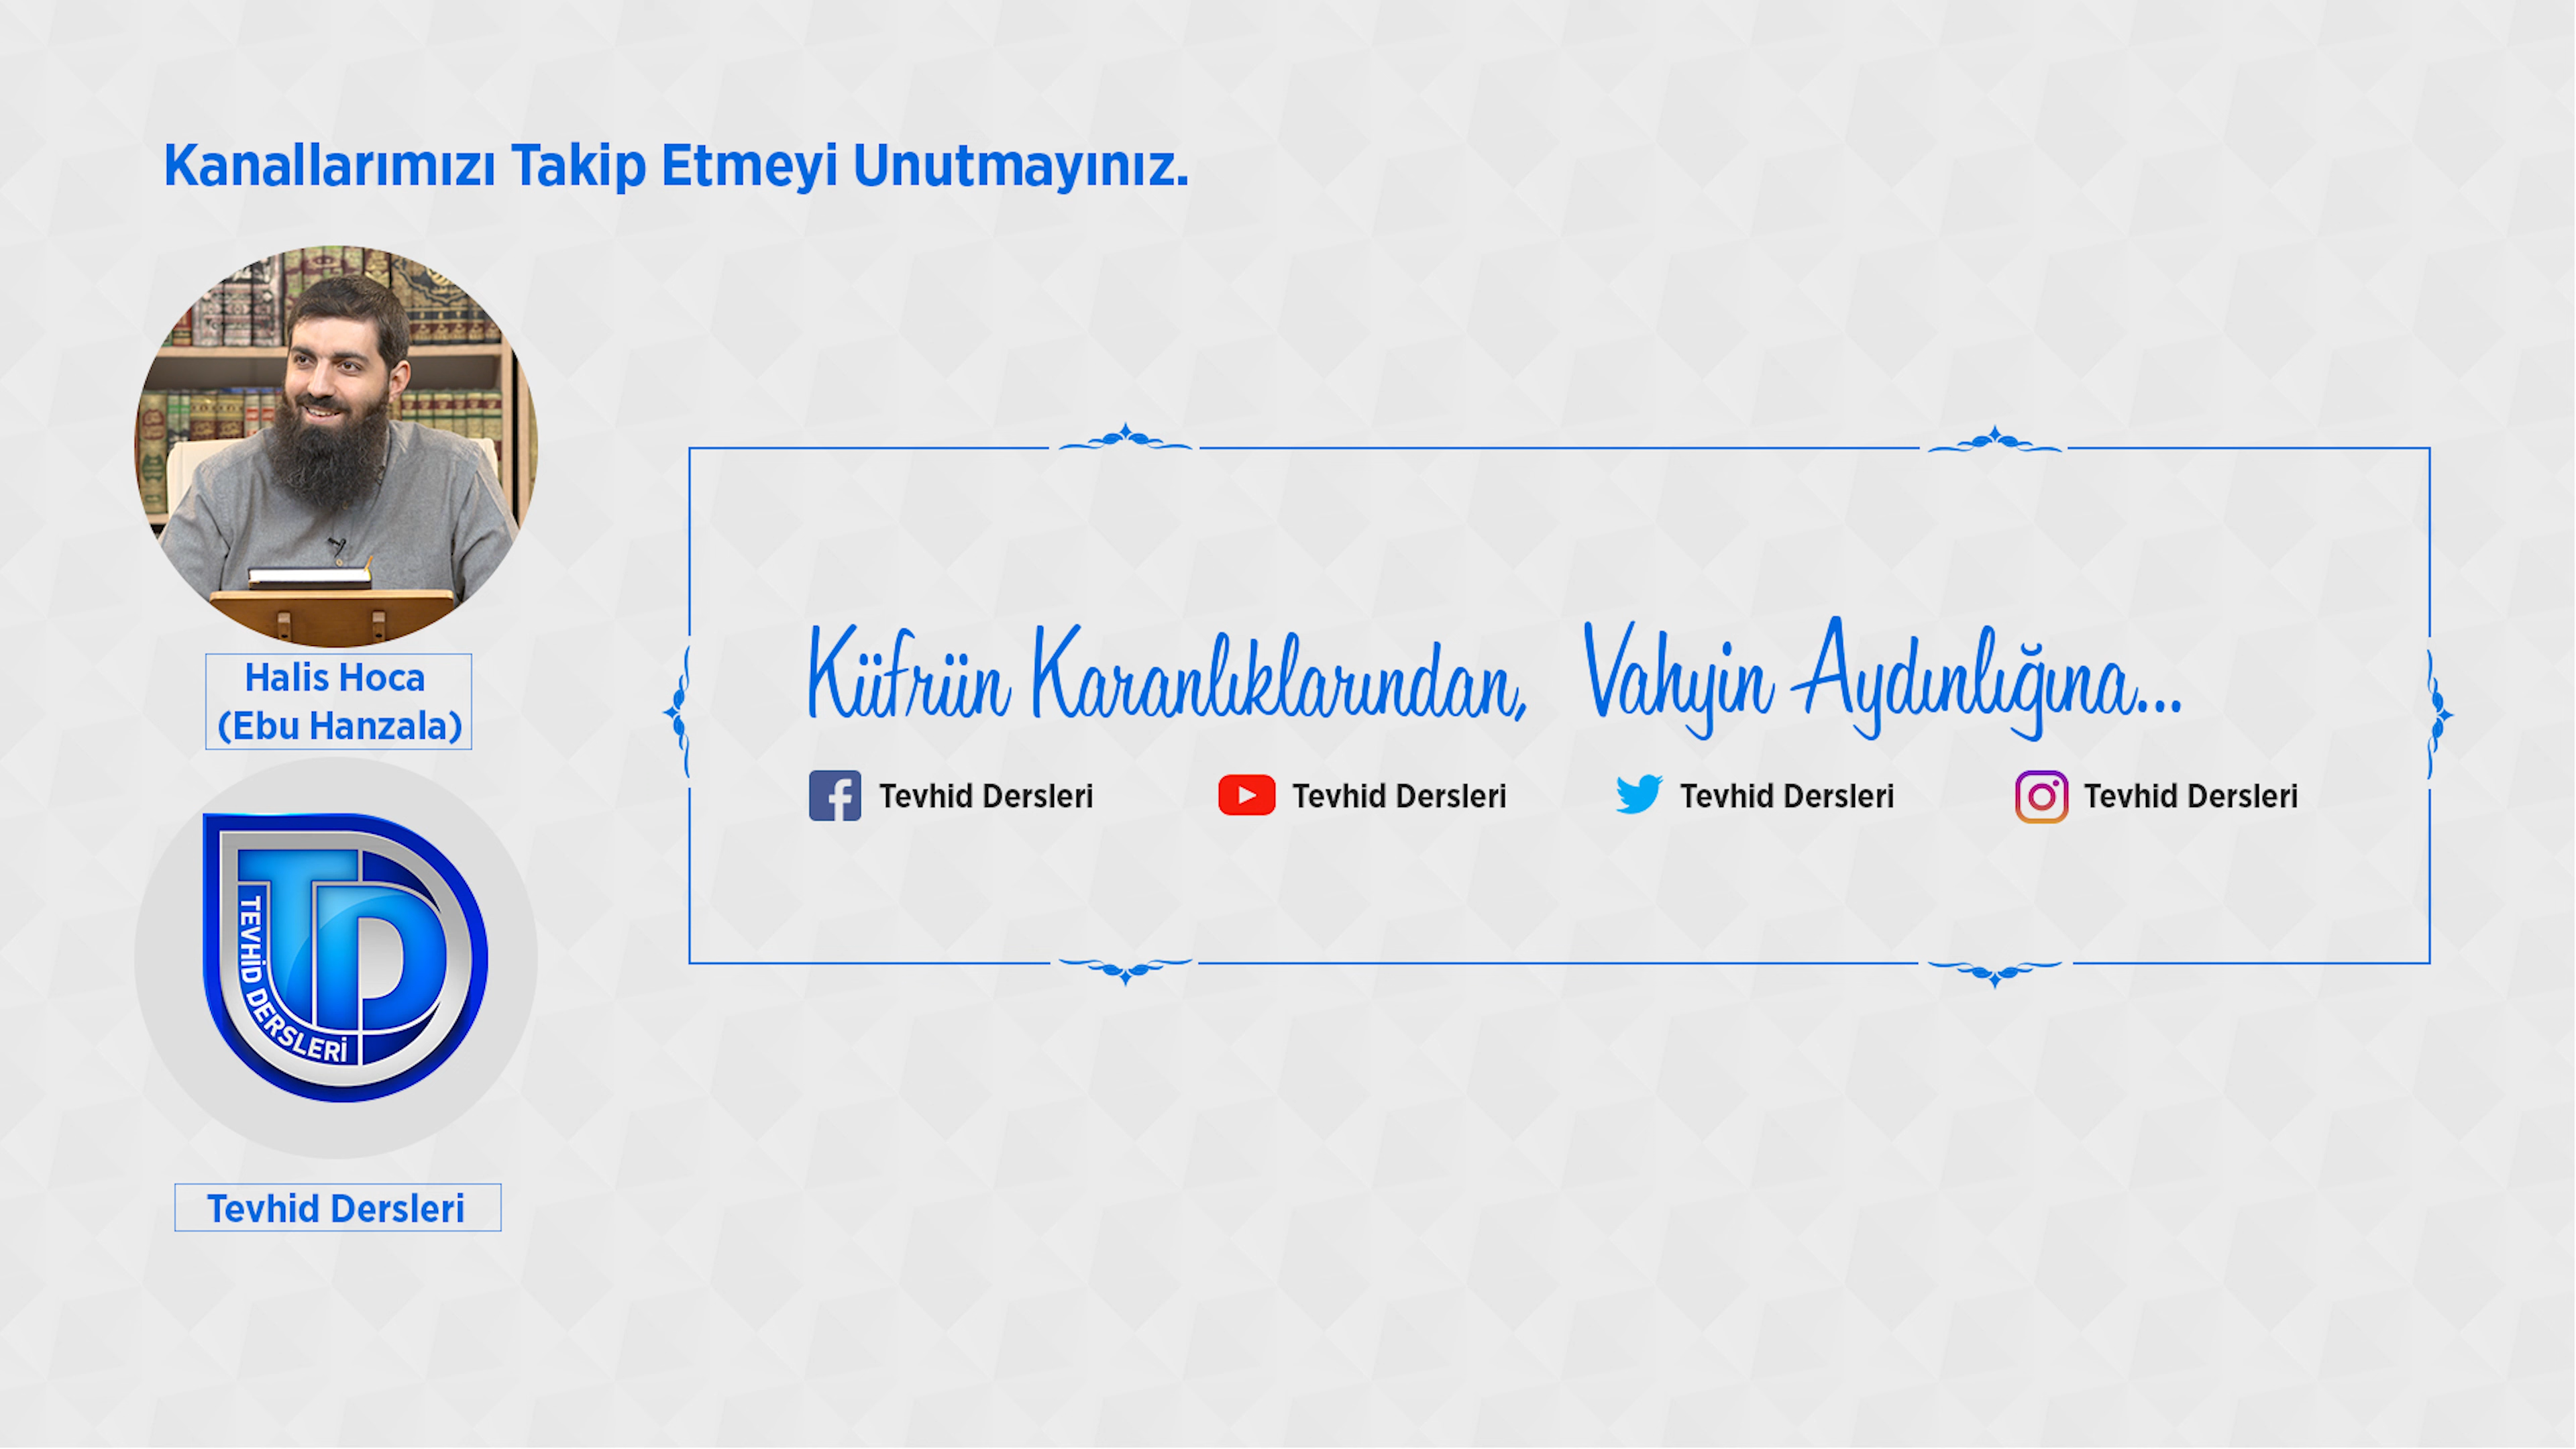 Kanallarımızı Takip Etmeyi Unutmayınız.
Halis Hoca
(Ebu Hanzala)
TEVHİD DERSLERİ
Tevhid Dersleri
Küfrün Karanlıklarından, Vahyin Aydınlığına...
Tevhid Dersleri
Tevhid Dersleri
Tevhid Dersleri
Tevhid Dersleri